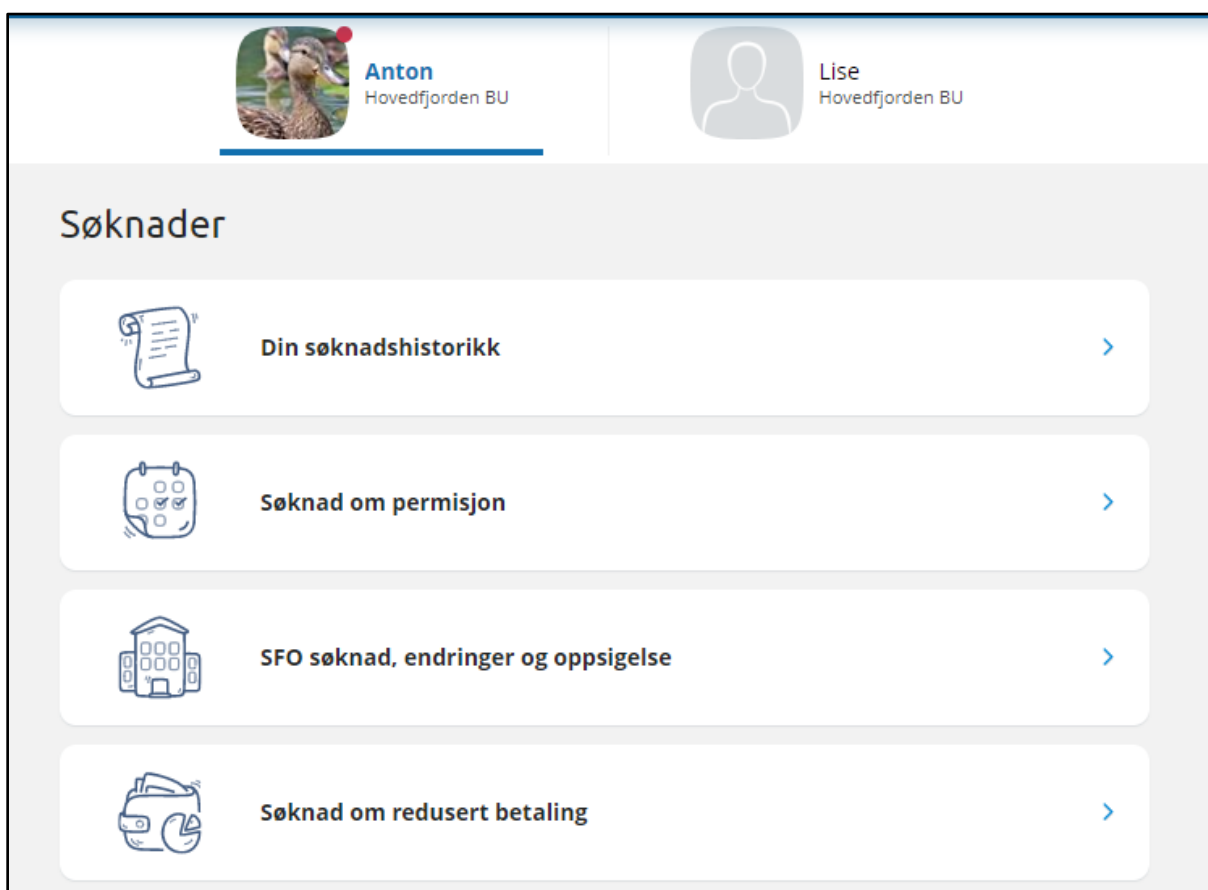 Anton
Hovedfjorden BU
Lise
Hovedfjorden BU
Søknader
Din søknadshistorikk
Søknad om permisjon
SFO søknad, endringer og oppsigelse
Søknad om redusert betaling